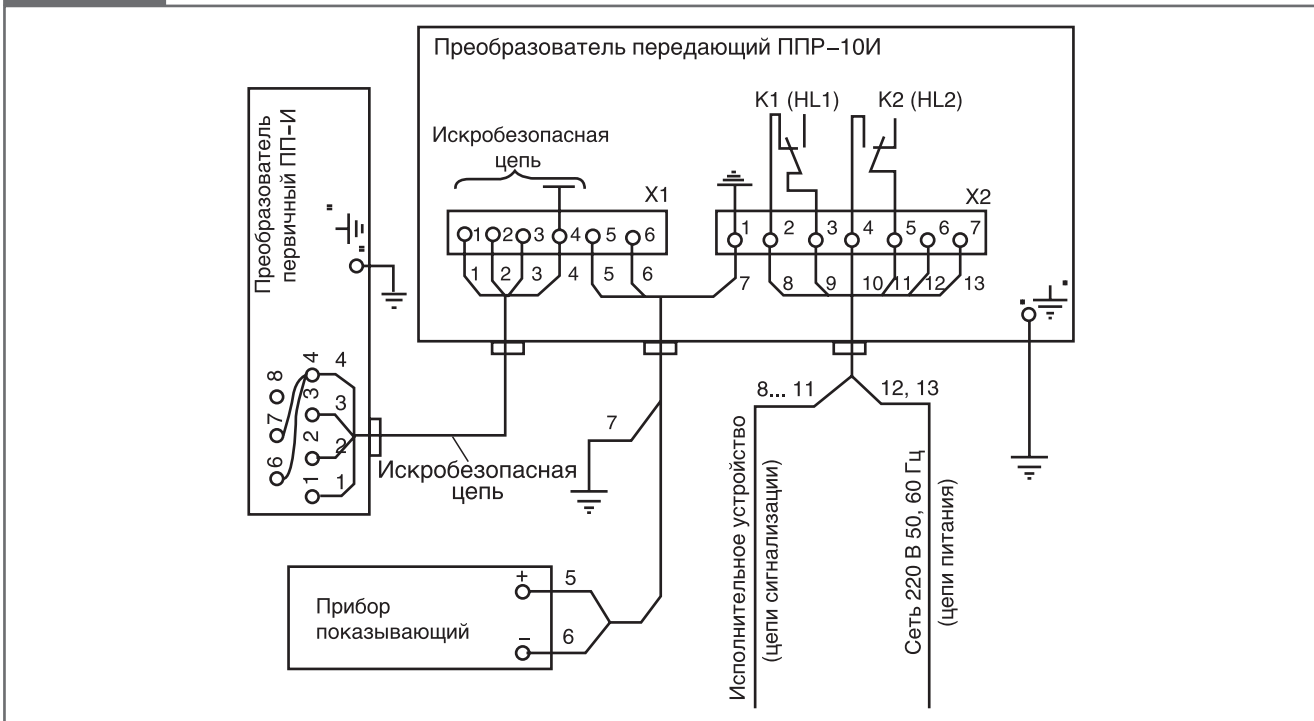 Преобразователь передающий ППР–10И
K1 (HL1)
K2 (HL2)
Преобразователь
первичный ПП-И
Искробезопасная
цепь
X1
X2
1 2 3 4 5 6
1 2 3 4 5 6 7
1 2 3 4 5 6 7 8 9 10 11 12 13
" "
" "
8 7 6
4 3 2 1
4 3 2 1
8... 11
12, 13
7
Искробезопасная
цепь
Прибор
показывающий
+ 5
– 6
Исполнительное устройство
(цепи сигнализации)
Сеть 220 В 50, 60 Гц
(цепи питания)